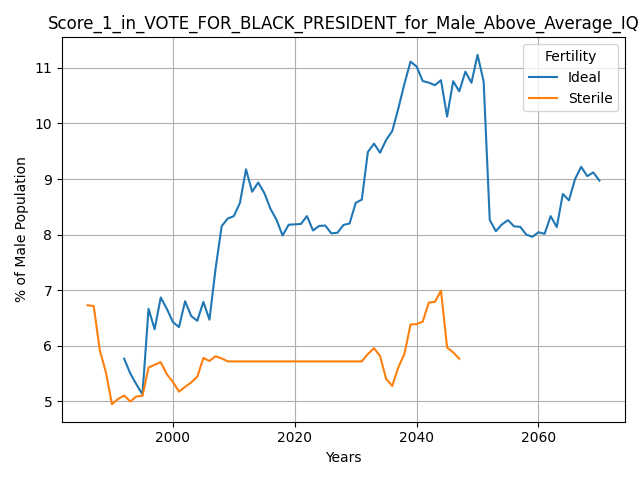 Score_1_in_VOTE_FOR_BLACK_PRESIDENT_for_Male_Above_Average_IQ
Fertility
Ideal
Sterile
% of Male Population
11
10
9
8
7
6
5
2000
2020
2040
2060
Years